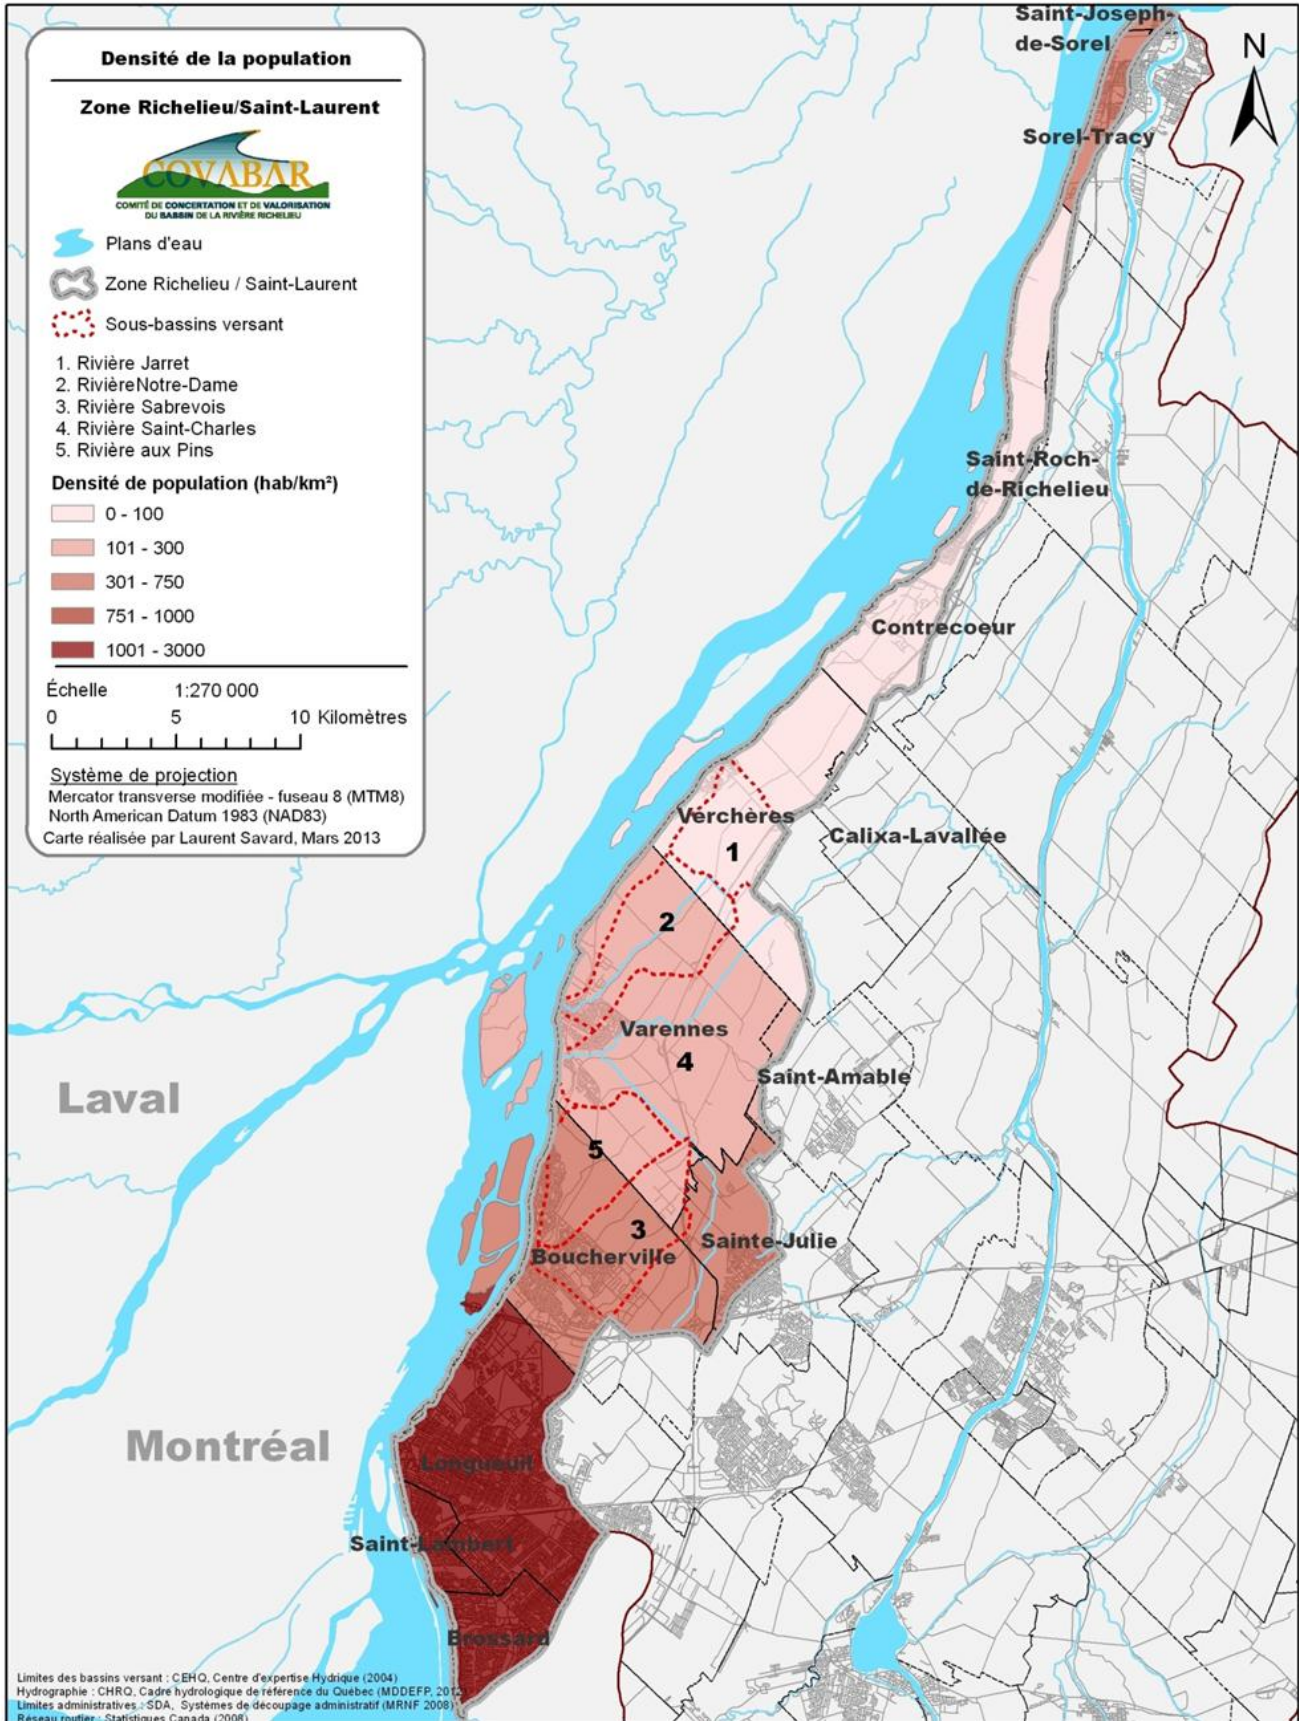 Densité de la population
Zone Richelieu/Saint-Laurent
COVABAR
COMITÉ DE CONCERTATION ET DE VALORISATION
DU BASSIN DE LA RIVIÈRE RICHELIEU
Plans d'eau
Zone Richelieu / Saint-Laurent
Sous-bassins versant
1. Rivière Jarret
2. RivièreNotre-Dame
3. Rivière Sabrevois
4. Rivière Saint-Charles
5. Rivière aux Pins
Densité de population (hab/km²)
0 - 100
101 - 300
301 - 750
751 - 1000
1001 - 3000
Échelle 1:270 000
0 5 10 Kilomètres
Système de projection
Mercator transverse modifiée - fuseau 8 (MTM8)
North American Datum 1983 (NAD83)
Carte réalisée par Laurent Savard, Mars 2013
N
Saint-Joseph-
de-Sorel
Sorel-Tracy
Saint-Roch-
de-Richelieu
Contrecoeur
Verchères
1
Calixa-Lavallée
2
Varennes
4
Saint-Amable
Laval
5
3
Sainte-Julie
Boucherville
Montréal
Longueuil
Saint-Lambert
Brossard
Limites des bassins versant : CEHQ, Centre d'expertise Hydrique (2004)
Hydrographie : CHRQ, Cadre hydrologique de référence du Québec (MDDEFP, 2012)
Limites administratives : SDA, Systèmes de découpage administratif (MRNF 2008)
Réseau routier : Statistiques Canada (2008)